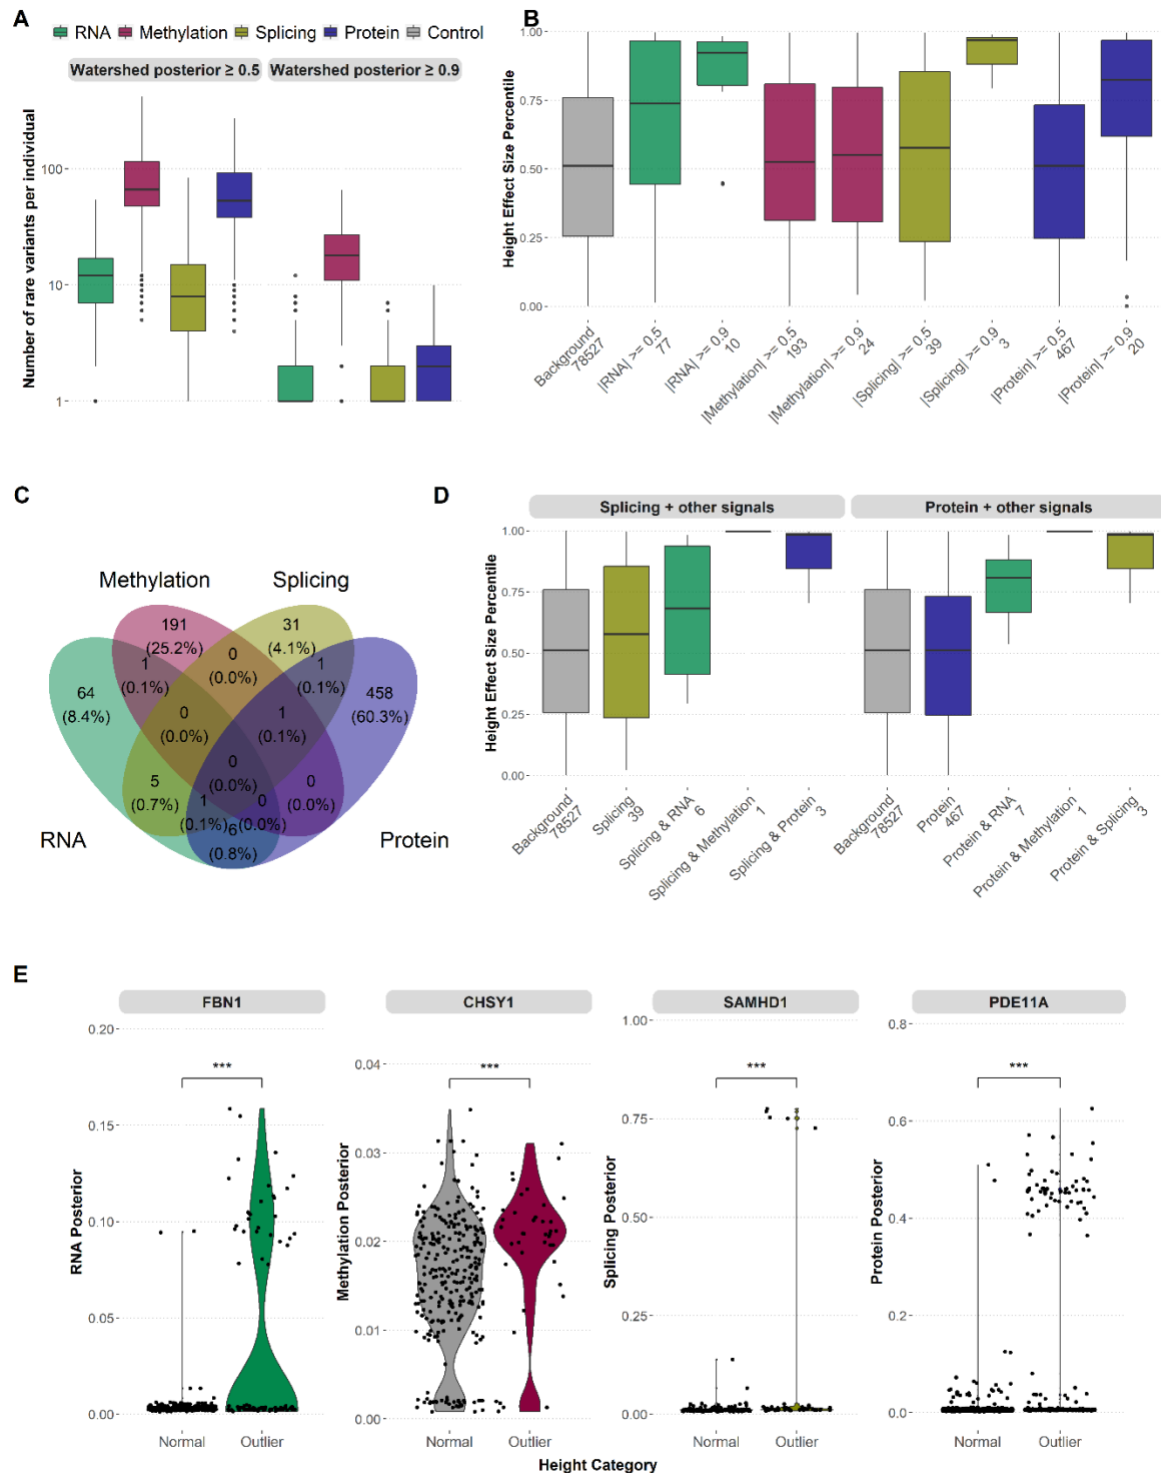 A
RNA Methylation Splicing Protein Control
Watershed posterior ≥ 0.5 Watershed posterior ≥ 0.9
Number of rare variants per individual
100
10
1
B
Height Effect Size Percentile
1.00
0.75
0.50
0.25
0.00
Background 78527
|RNA| >= 0.5 77
|RNA| >= 0.9 10
|Methylation| >= 0.5 193
|Methylation| >= 0.9 24
|Splicing| >= 0.5 39
|Splicing| >= 0.9 3
|Protein| >= 0.5 467
|Protein| >= 0.9 20
C
Methylation Splicing
191 (25.2%)
31 (4.1%)
0 (0.0%)
1 (0.1%)
1 (0.1%)
64 (8.4%)
458 (60.3%)
0 (0.0%)
1 (0.1%)
0 (0.0%)
5 (0.7%)
0 (0.0%)
1 (0.1%)
0 (0.0%)
6 (0.8%)
RNA Protein
D
Splicing + other signals Protein + other signals
Height Effect Size Percentile
1.00
0.75
0.50
0.25
0.00
Background 78527
Splicing 39
Splicing & RNA 6
Splicing & Methylation 1
Splicing & Protein 3
Background 78527
Protein 467
Protein & RNA 7
Protein & Methylation 1
Protein & Splicing 3
E
FBN1
RNA Posterior
0.20
0.15
0.10
0.05
0.00
***
Normal Outlier
CHSY1
Methylation Posterior
0.04
0.03
0.02
0.01
0.00
***
Normal Outlier
SAMHD1
Splicing Posterior
1.00
0.75
0.50
0.25
0.00
***
Normal Outlier
PDE11A
Protein Posterior
0.8
0.6
0.4
0.2
0.0
***
Normal Outlier
Height Category